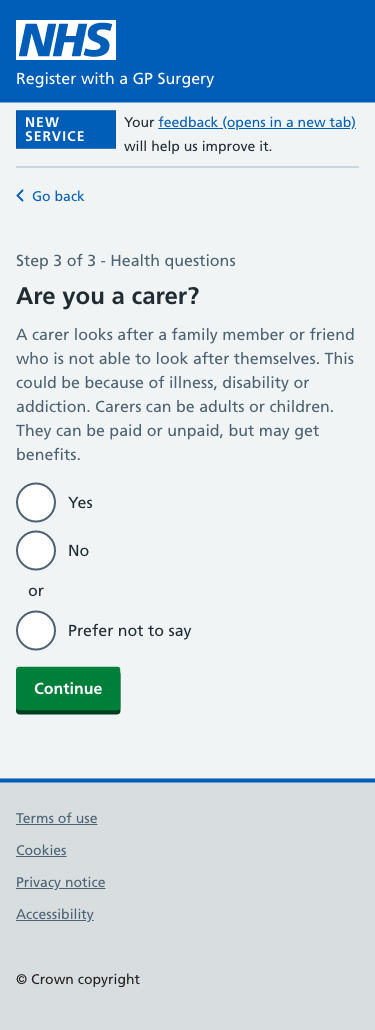 NHS
Register with a GP Surgery
NEW
SERVICE
Your feedback (opens in a new tab)
will help us improve it.
Go back
Step 3 of 3 - Health questions
Are you a carer?
A carer looks after a family member or friend
who is not able to look after themselves. This
could be because of illness, disability or
addiction. Carers can be adults or children.
They can be paid or unpaid, but may get
benefits.
Yes
No
or
Prefer not to say
Continue
Terms of use
Cookies
Privacy notice
Accessibility
© Crown copyright